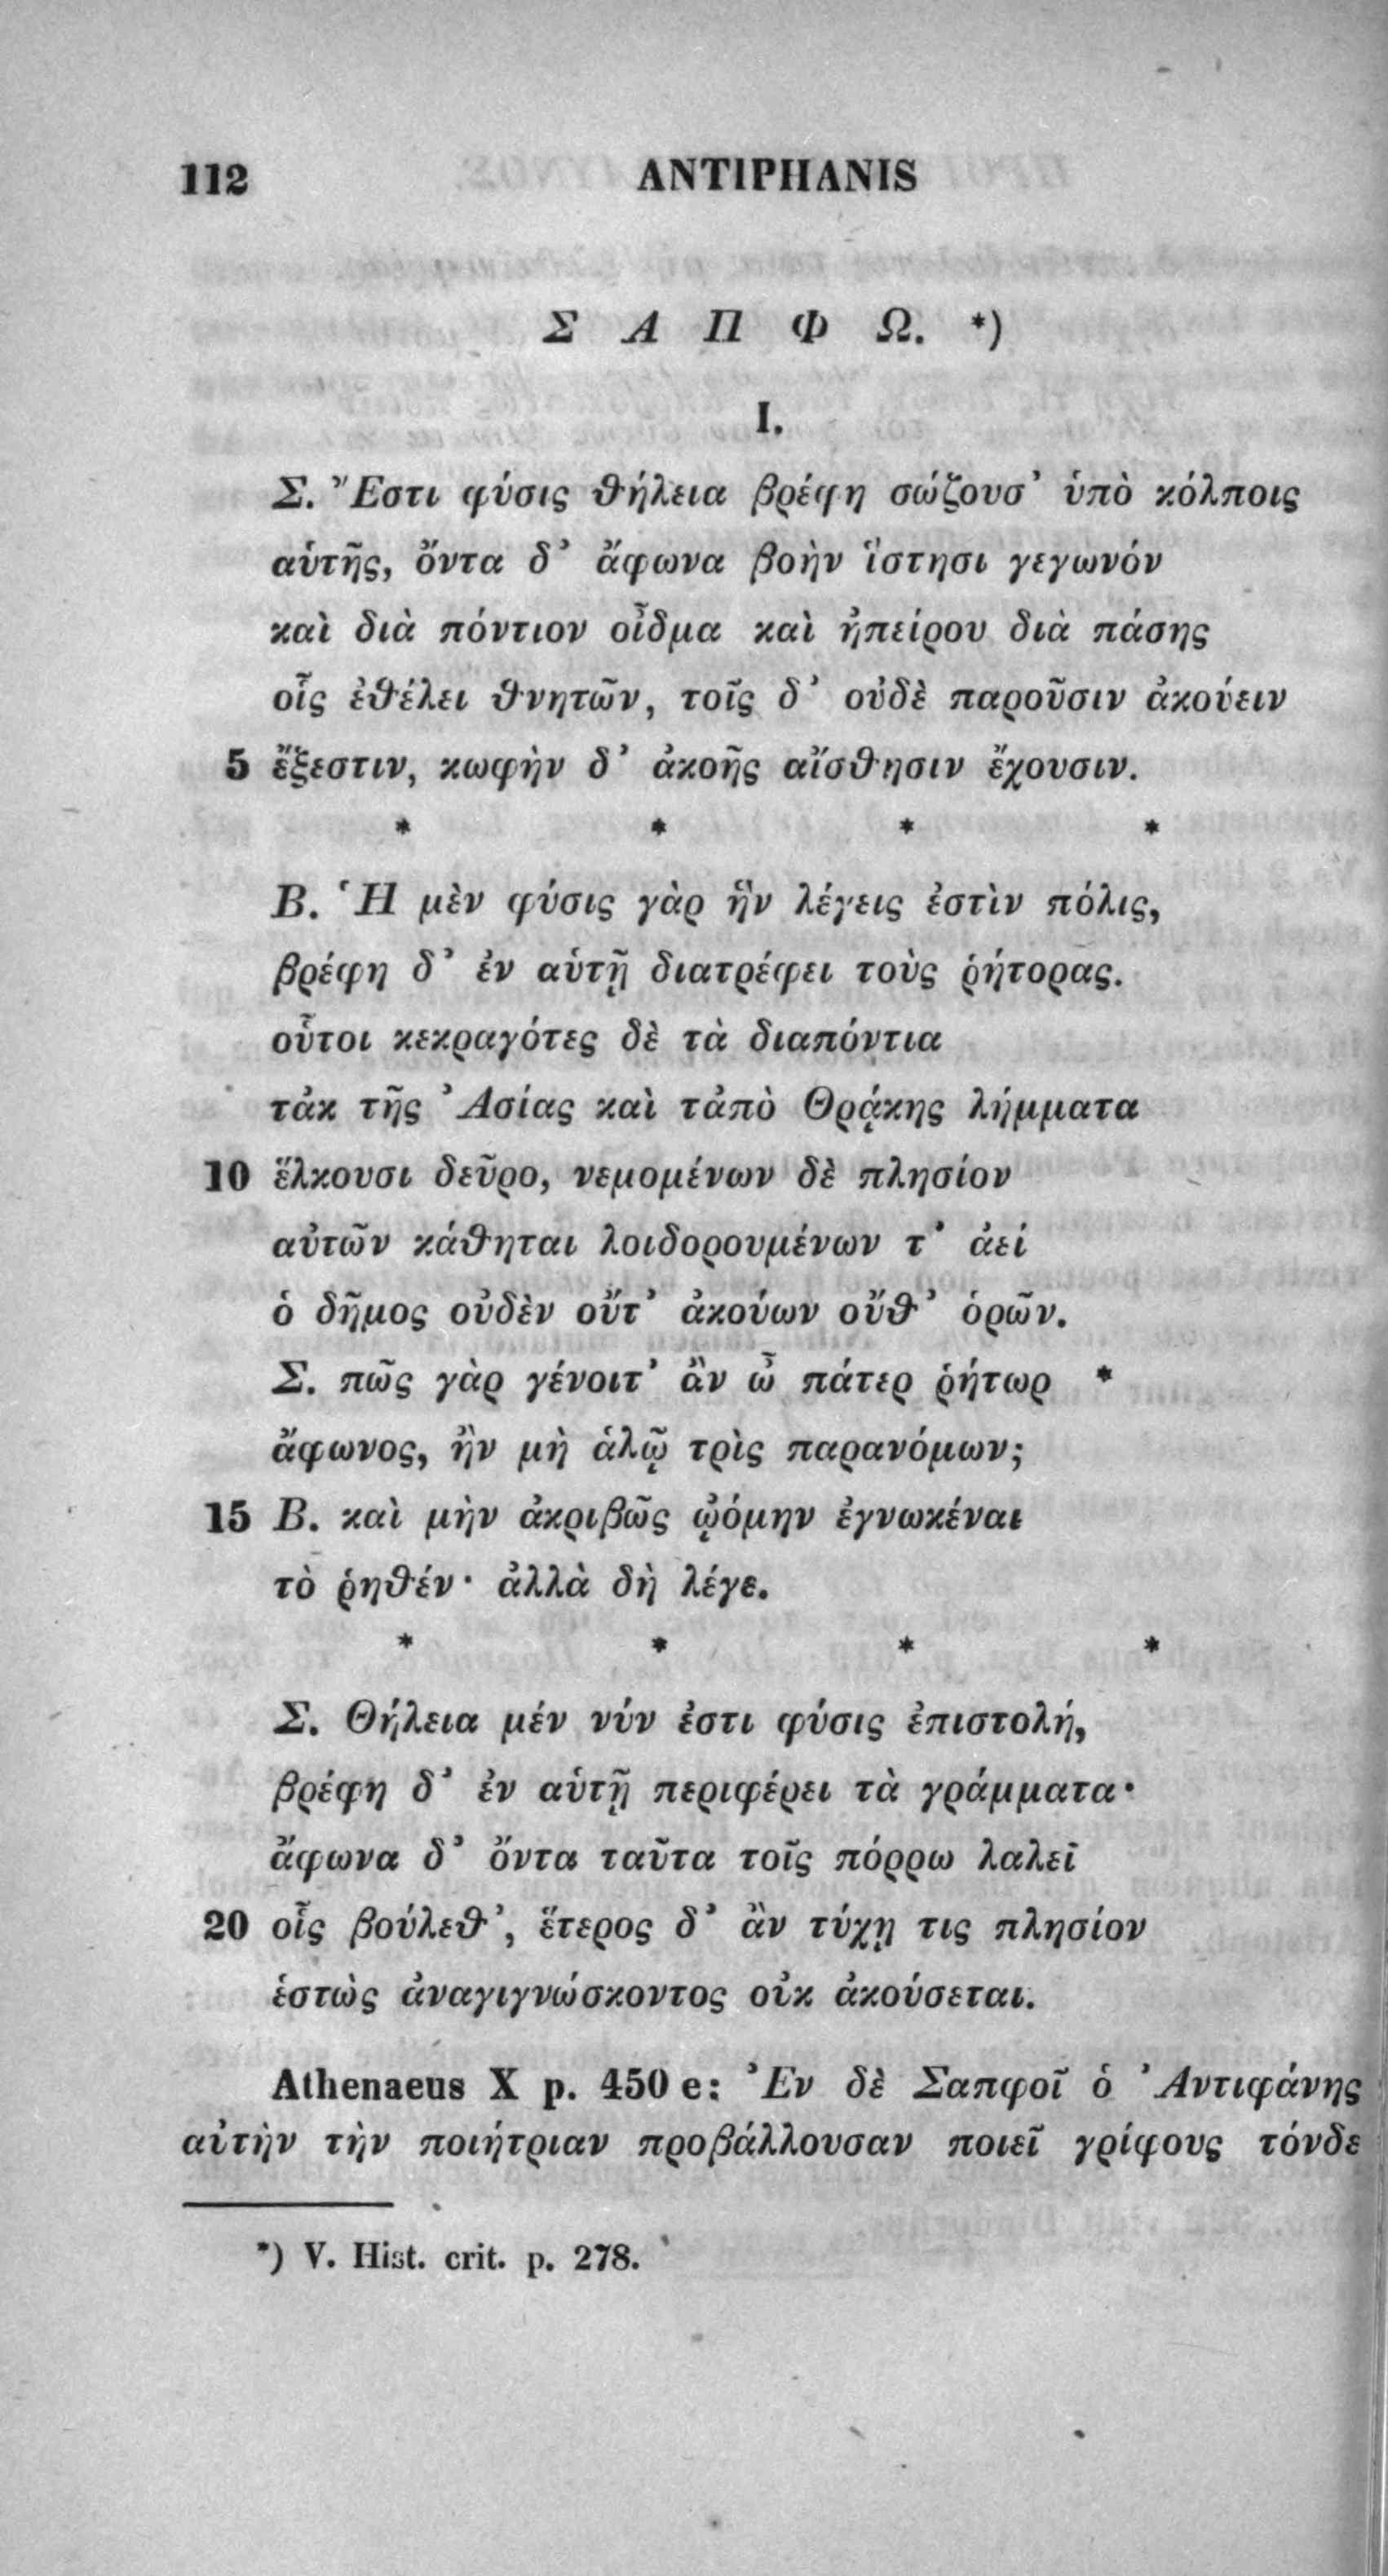 112 ANTIPHANIS
Σ Α Π Φ Ω. *)
I.
Σ. Ἔστι φύσις θήλεια βρέφη σώζουσ᾽ ὑπὸ κόλποις
αὑτῆς, ὄντα δ᾽ ἄφωνα βοὴν ἵστησι γεγωνόν
καὶ διὰ πόντιον οἶδμα καὶ ἠπείρου διὰ πάσης
οἷς ἐθέλει θνητῶν, τοῖς δ᾽ οὐδὲ παροῦσιν ἀκούειν
5 ἔξεστιν, κωφὴν δ᾽ ἀκοῆς αἴσθησιν ἔχουσιν.
* * * *
Β. Ἡ μὲν φύσις γὰρ ἣν λέγεις ἐστὶν πόλις,
βρέφη δ᾽ ἐν αὑτῇ διατρέφει τοὺς ῥήτορας.
οὗτοι κεκραγότες δὲ τὰ διαπόντια
τἀκ τῆς Ἀσίας καὶ τἀπὸ Θρᾴκης λήμματα
10 ἕλκουσι δεῦρο, νεμομένων δὲ πλησίον
αὐτῶν κάθηται λοιδορουμένων τ᾽ ἀεί
ὁ δῆμος οὐδὲν οὔτ᾽ ἀκούων οὔθ᾽ ὁρῶν.
Σ. πῶς γὰρ γένοιτ᾽ ἂν ὦ πάτερ ῥήτωρ *
ἄφωνος, ἢν μὴ ἁλῷ τρὶς παρανόμων;
15 Β. καὶ μὴν ἀκριβῶς ᾠόμην ἐγνωκέναι
τὸ ῥηθέν· ἀλλὰ δὴ λέγε.
* * * *
Σ. Θήλεια μέν νύν ἐστι φύσις ἐπιστολή,
βρέφη δ᾽ ἐν αὑτῇ περιφέρει τὰ γράμματα·
ἄφωνα δ᾽ ὄντα ταῦτα τοῖς πόρρω λαλεῖ
20 οἷς βούλεθ᾽, ἕτερος δ᾽ ἂν τύχῃ τις πλησίον
ἑστὼς ἀναγιγνώσκοντος οὐκ ἀκούσεται.
Athenaeus X p. 450 e: Ἐν δὲ Σαπφοῖ ὁ Ἀντιφάνης
αὐτὴν τὴν ποιήτριαν προβάλλουσαν ποιεῖ γρίφους τόνδε
*) V. Hist. crit. p. 278.